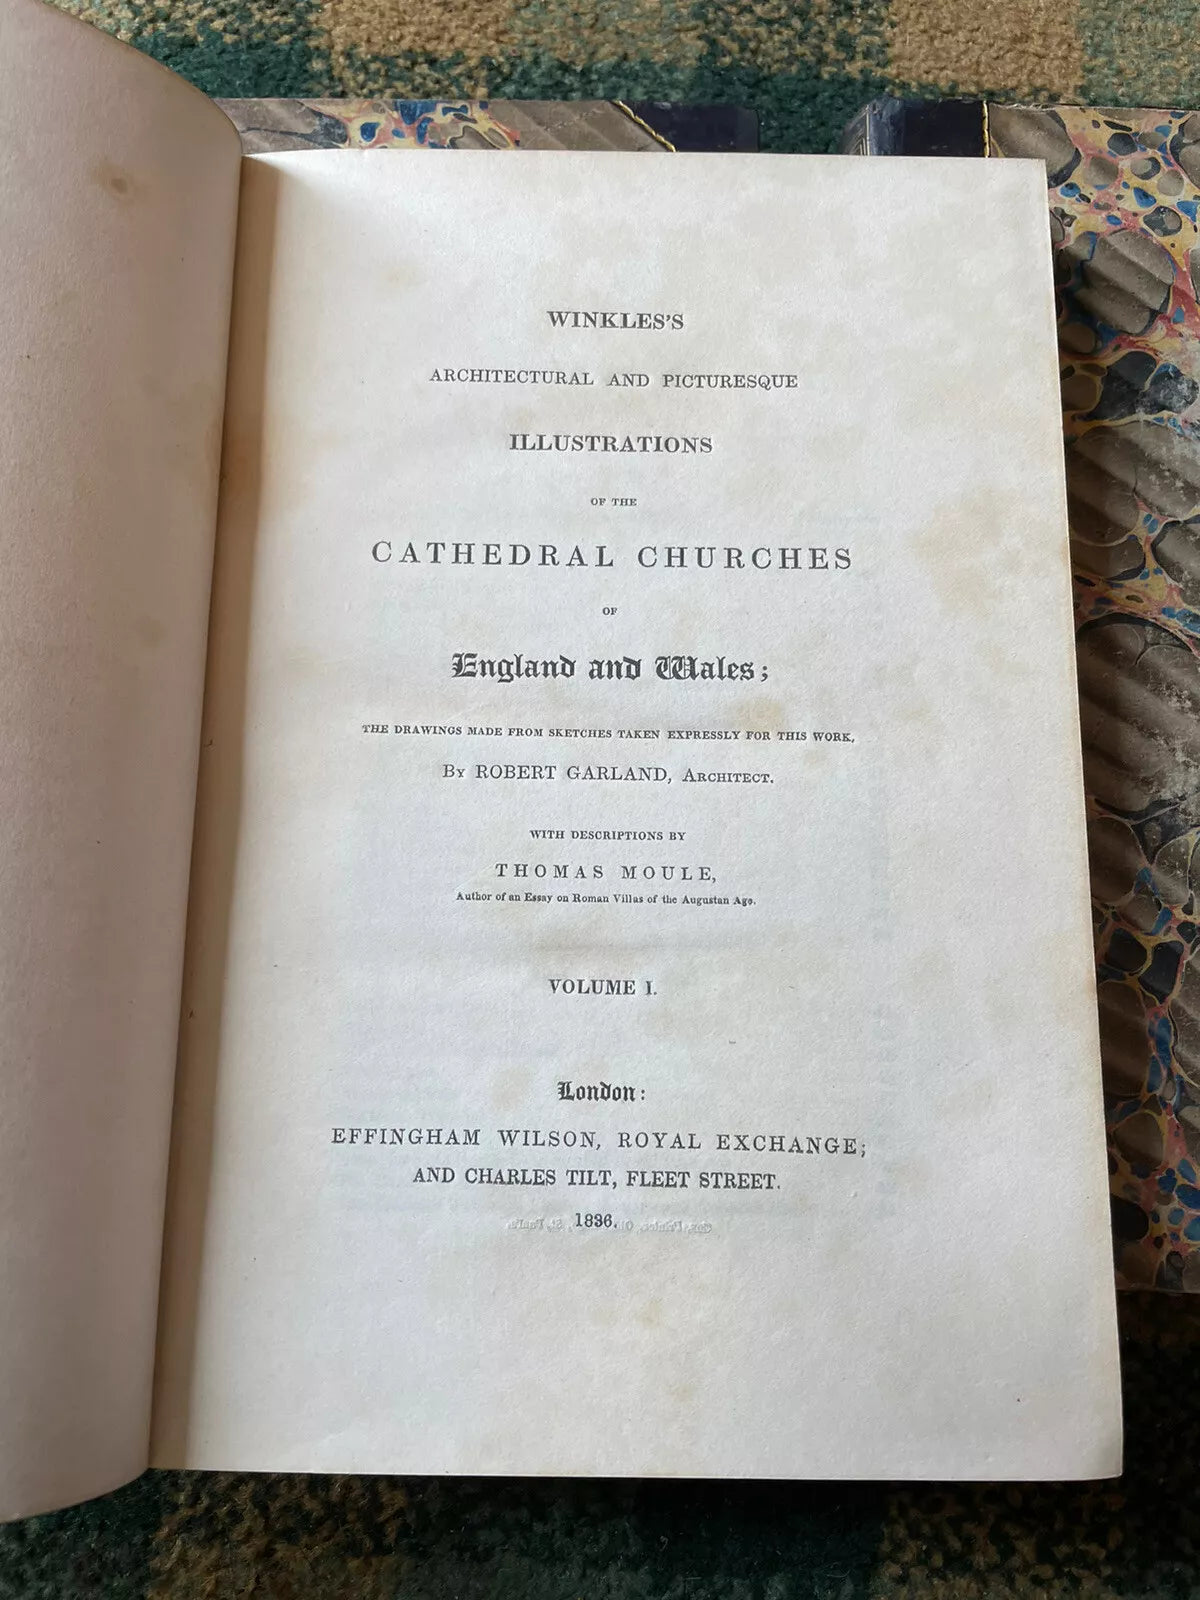 WINKLES'S
ARCHITECTURAL AND PICTURESQUE
ILLUSTRATIONS
OF THE
CATHEDRAL CHURCHES
OF
England and Wales;
THE DRAWINGS MADE FROM SKETCHES TAKEN EXPRESSLY FOR THIS WORK,
By ROBERT GARLAND, Architect.
WITH DESCRIPTIONS BY
THOMAS MOULE,
Author of an Essay on Roman Villas of the Augustan Age.
VOLUME I.
London:
EFFINGHAM WILSON, ROYAL EXCHANGE;
AND CHARLES TILT, FLEET STREET.
1836.